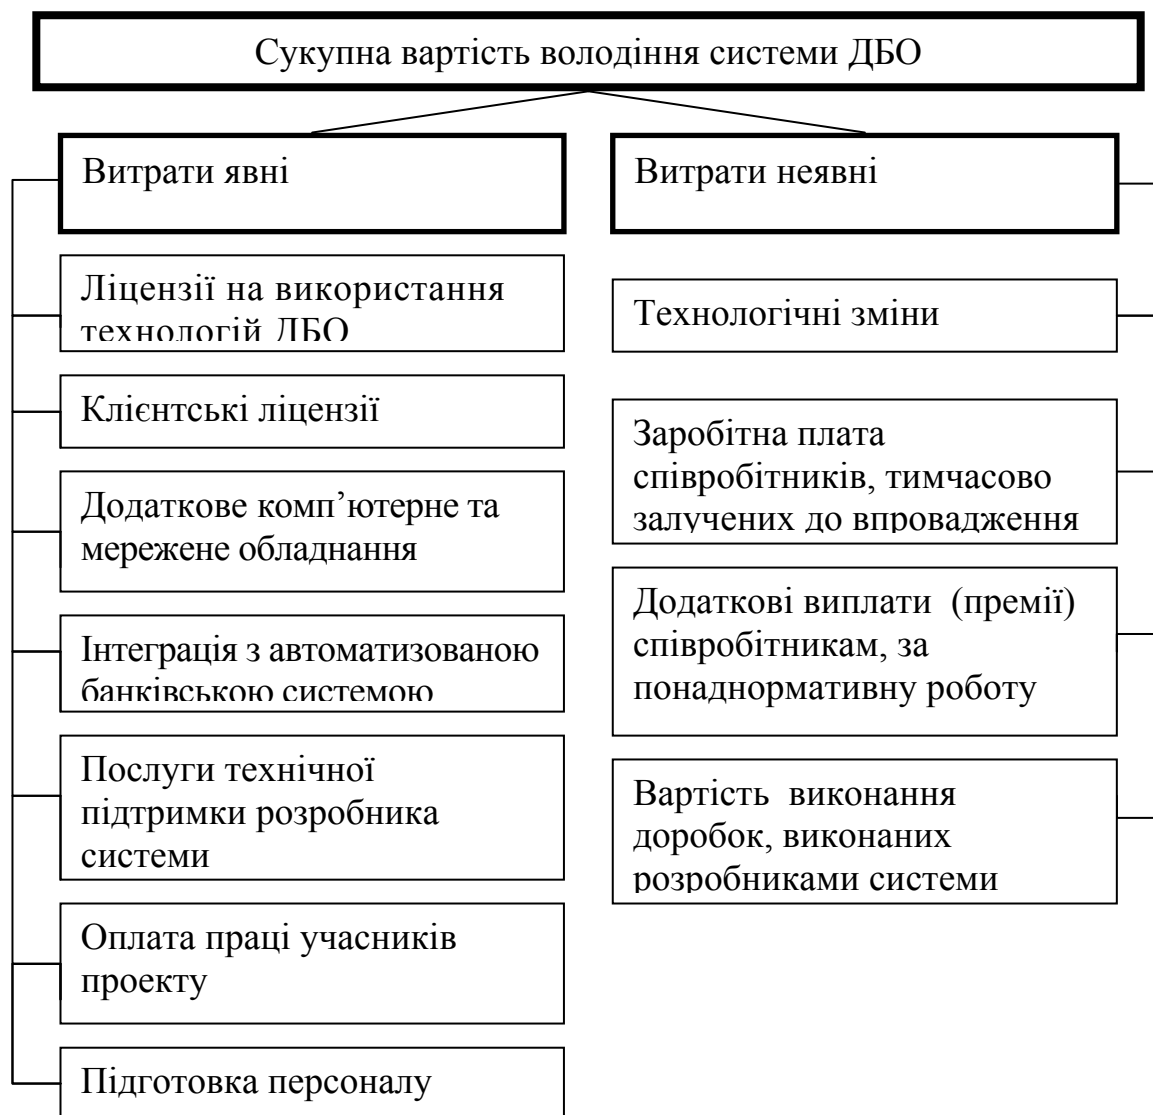 Сукупна вартість володіння системи ДБО
Витрати явні
Ліцензії на використання
технологій ДБО
Клієнтські ліцензії
Додаткове комп’ютерне та
мережене обладнання
Інтеграція з автоматизованою
банківською системою
Послуги технічної
підтримки розробника
системи
Оплата праці учасників
проекту
Підготовка персоналу
Витрати неявні
Технологічні зміни
Заробітна плата
співробітників, тимчасово
залучених до впровадження
Додаткові виплати (премії)
співробітникам, за
понаднормативну роботу
Вартість виконання
доробок, виконаних
розробниками системи